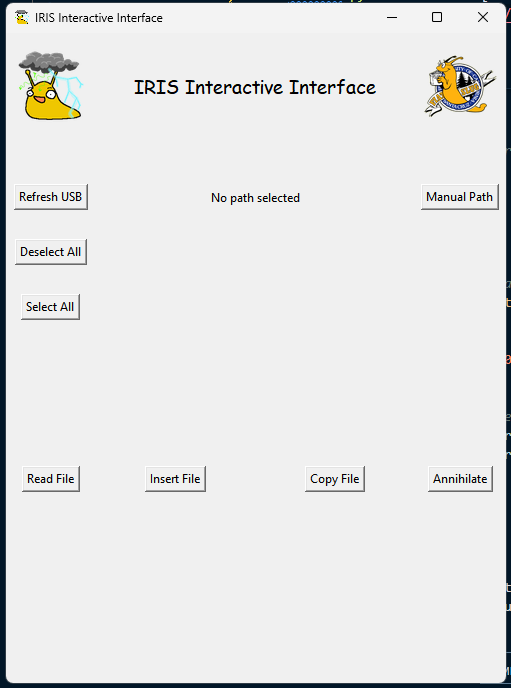 IRIS Interactive Interface
IRIS Interactive Interface
Refresh USB
No path selected
Manual Path
Deselect All
Select All
Read File
Insert File
Copy File
Annihilate